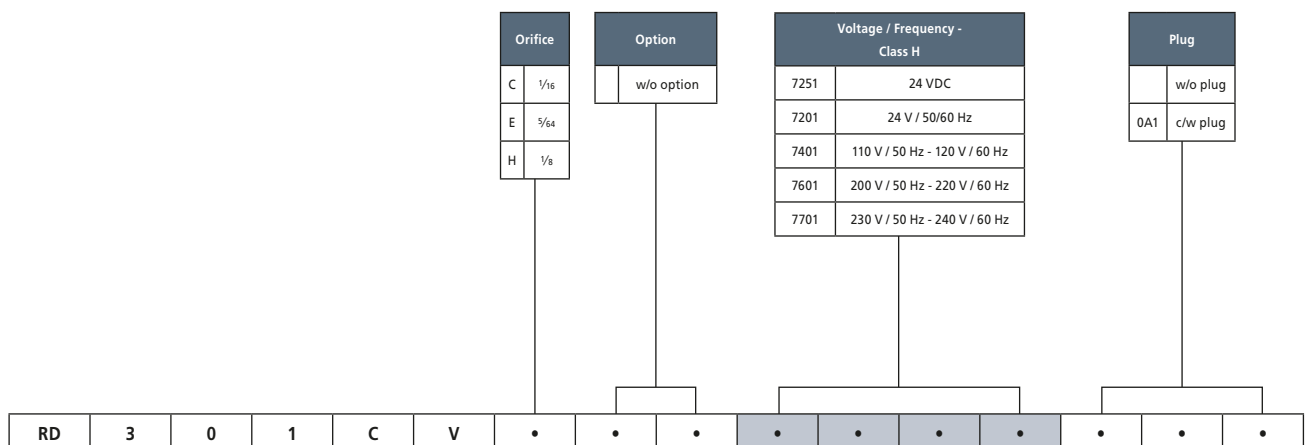 Orifice
C 1/16
E 5/64
H 1/8
Option
w/o option
Voltage / Frequency -
Class H
7251 24 VDC
7201 24 V / 50/60 Hz
7401 110 V / 50 Hz - 120 V / 60 Hz
7601 200 V / 50 Hz - 220 V / 60 Hz
7701 230 V / 50 Hz - 240 V / 60 Hz
Plug
w/o plug
0A1 c/w plug
RD 3 0 1 C V • • • • • • • • • •